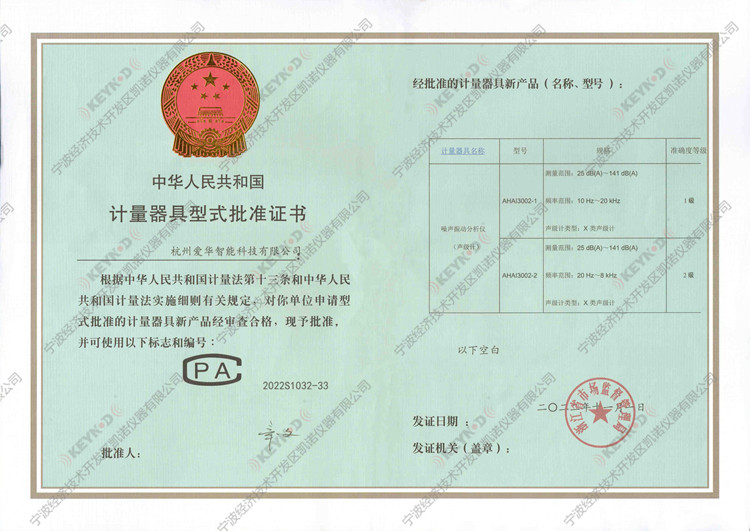 中华人民共和国
计量器具型式批准证书
杭州爱华智能科技有限公司
根据中华人民共和国计量法第十三条和中华人民
共和国计量法实施细则有关规定，对你单位申请型
式批准的计量器具新产品经审查合格，现予批准，
并可使用以下标志和编号：
CPA
2022S1032-33
批准人：
经批准的计量器具新产品（名称、型号）：
计量器具名称 型号 规格 准确度等级
噪声振动分析仪
（声级计）
AHAI3002-1
测量范围：25 dB(A)～141 dB(A)
频率范围：10 Hz～20 kHz
声级计类型：X 类声级计
1级
AHAI3002-2
测量范围：25 dB(A)～141 dB(A)
频率范围：20 Hz～8 kHz
声级计类型：X 类声级计
2级
以下空白
发证日期：
发证机关（盖章）：
浙江省市场监督管理局
KEYNOD
宁波经济技术开发区凯诺仪器有限公司